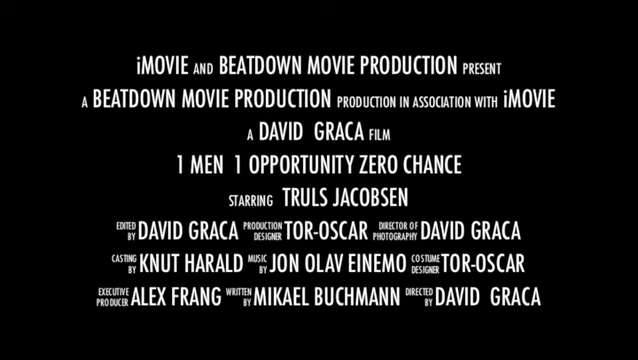 iMOVIE AND BEATDOWN MOVIE PRODUCTION PRESENT
A BEATDOWN MOVIE PRODUCTION PRODUCTION IN ASSOCIATION WITH iMOVIE
A DAVID GRACA FILM
1 MEN 1 OPPORTUNITY ZERO CHANCE
STARRING TRULS JACOBSEN
EDITED BY DAVID GRACA PRODUCTION DESIGNER TOR-OSCAR DIRECTOR OF PHOTOGRAPHY DAVID GRACA
CASTING BY KNUT HARALD MUSIC BY JON OLAV EINEMO COSTUME DESIGNER TOR-OSCAR
EXECUTIVE PRODUCER ALEX FRANG WRITTEN BY MIKAEL BUCHMANN DIRECTED BY DAVID GRACA